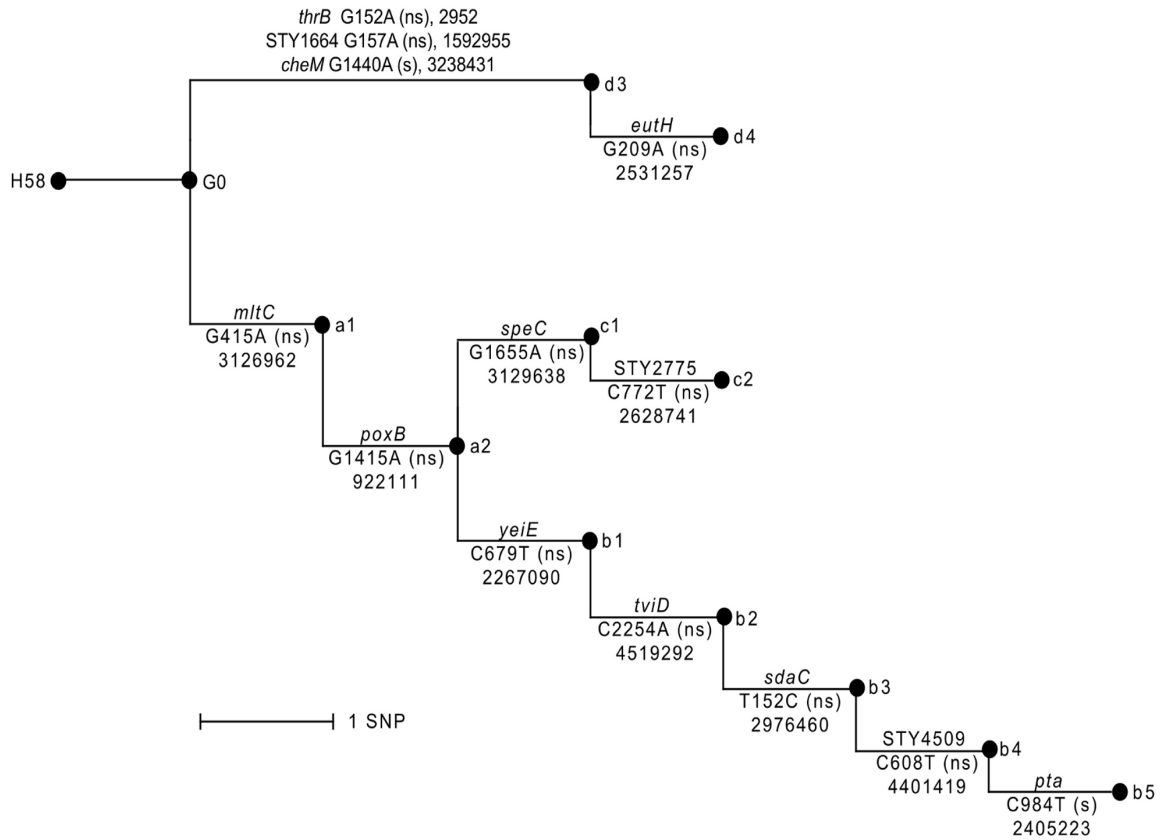 thrB G152A (ns), 2952
STY1664 G157A (ns), 1592955
cheM G1440A (s), 3238431
d3
eutH
d4
G209A (ns)
2531257
H58
G0
mltC
a1
G415A (ns)
3126962
speC
c1
G1655A (ns)
3129638
STY2775
c2
C772T (ns)
2628741
poxB
a2
G1415A (ns)
922111
yeiE
b1
C679T (ns)
2267090
tviD
b2
C2254A (ns)
4519292
sdaC
b3
T152C (ns)
2976460
1 SNP
STY4509
b4
C608T (ns)
4401419
pta
b5
C984T (s)
2405223